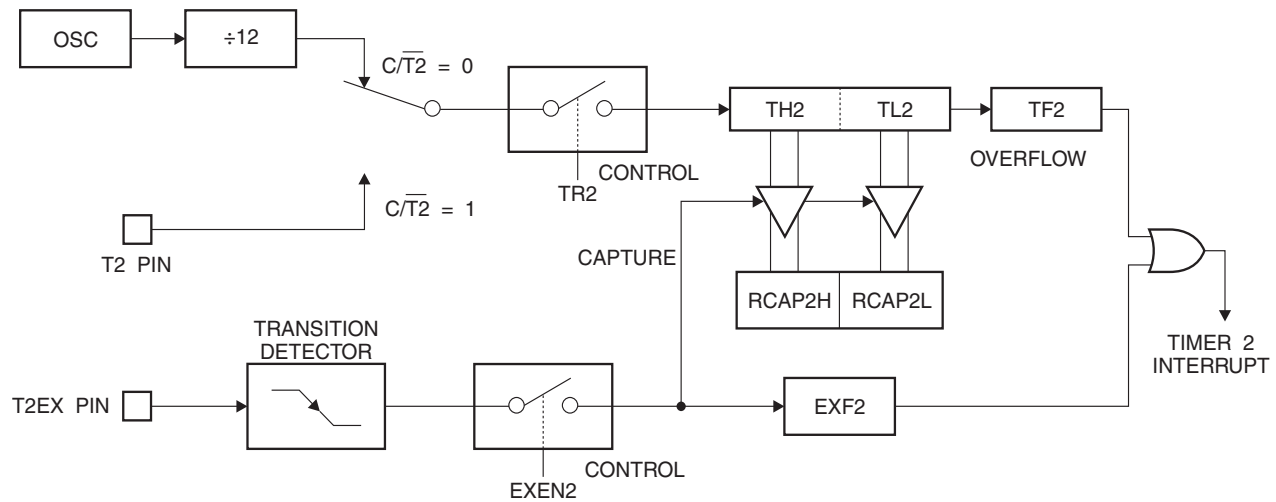 OSC
÷12
C/T2̅ = 0
TH2
TL2
TF2
OVERFLOW
CONTROL
TR2
C/T2̅ = 1
T2 PIN
CAPTURE
RCAP2H
RCAP2L
TRANSITION
DETECTOR
TIMER 2
INTERRUPT
T2EX PIN
EXF2
CONTROL
EXEN2